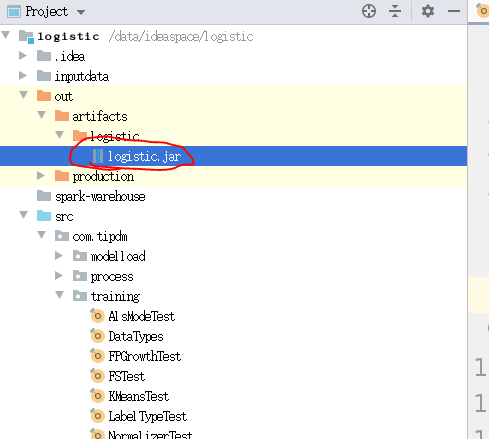 Project
logistic /data/ideaspace/logistic
.idea
inputdata
out
artifacts
logistic
logistic.jar
production
spark-warehouse
src
com.tipdm
modelload
process
training
AlsModeTest
DataTypes
FPGrowthTest
FSTest
KMeansTest
LabelTypeTest
NormalizerTest
1
1